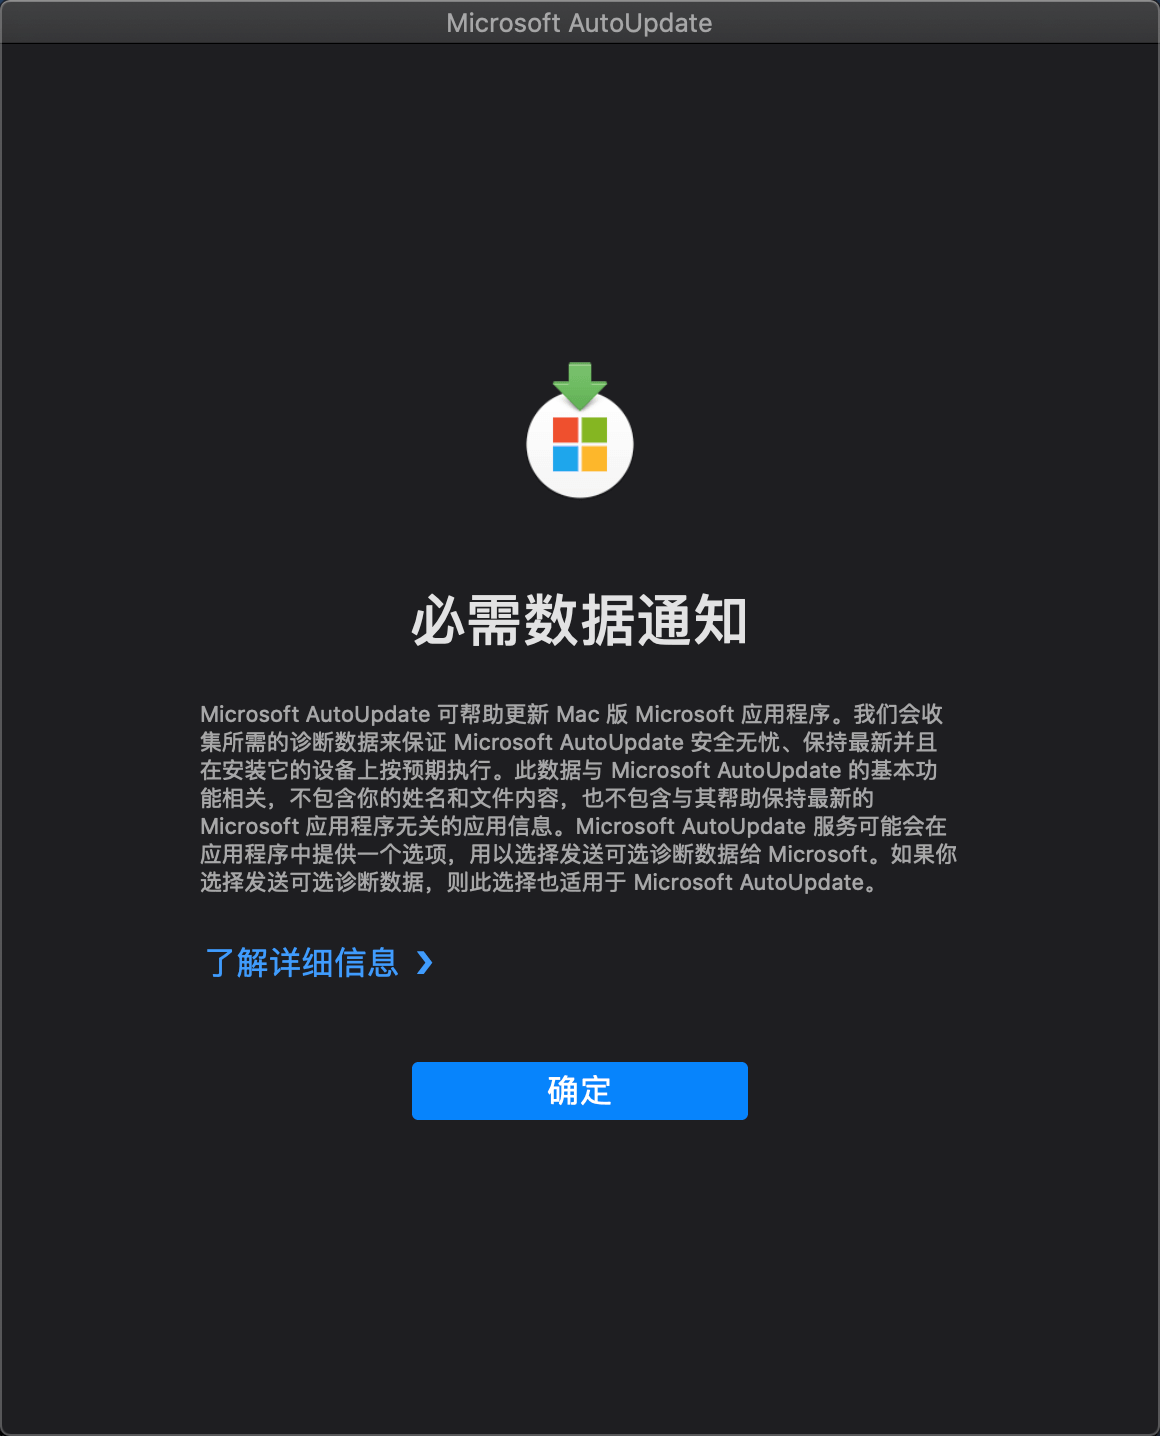 Microsoft AutoUpdate
必需数据通知
Microsoft AutoUpdate 可帮助更新 Mac 版 Microsoft 应用程序。我们会收
集所需的诊断数据来保证 Microsoft AutoUpdate 安全无忧、保持最新并且
在安装它的设备上按预期执行。此数据与 Microsoft AutoUpdate 的基本功
能相关，不包含你的姓名和文件内容，也不包含与其帮助保持最新的
Microsoft 应用程序无关的应用信息。Microsoft AutoUpdate 服务可能会在
应用程序中提供一个选项，用以选择发送可选诊断数据给 Microsoft。如果你
选择发送可选诊断数据，则此选择也适用于 Microsoft AutoUpdate。
了解详细信息 ❯
确定